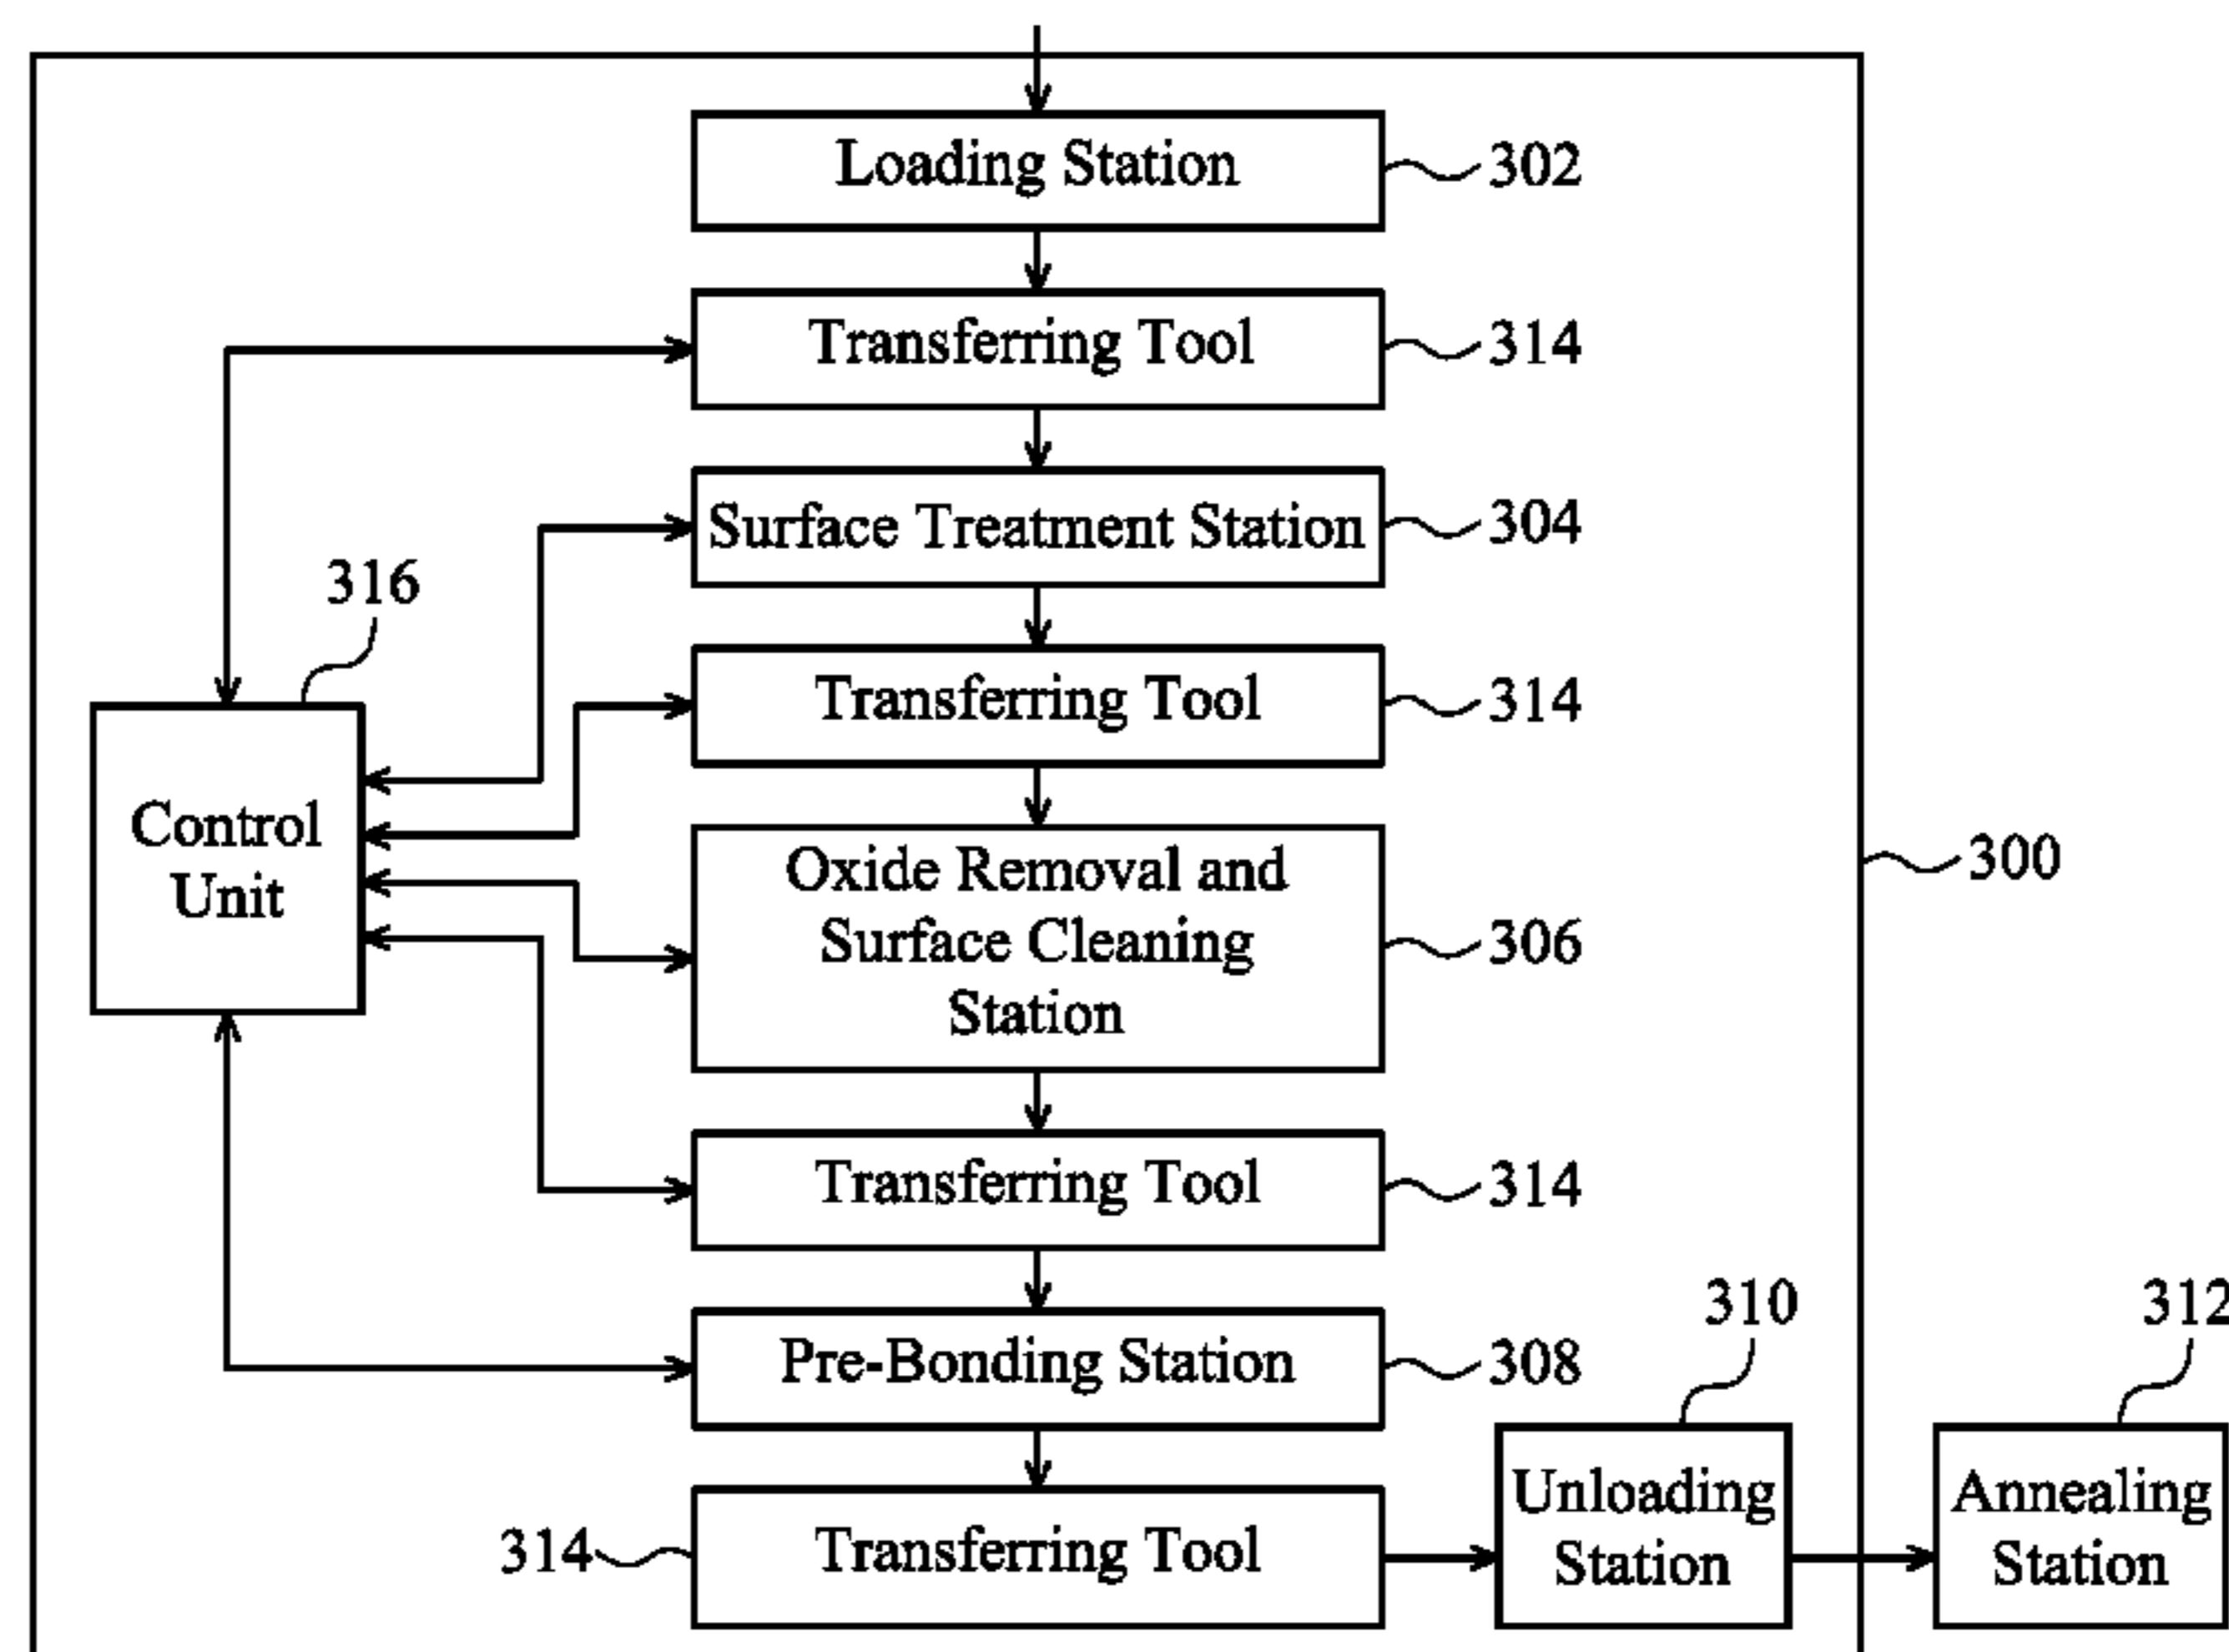 Loading Station
302
Transferring Tool
314
Surface Treatment Station
304
316
Transferring Tool
314
Control
Unit
Oxide Removal and
Surface Cleaning
Station
306
300
Transferring Tool
314
Pre-Bonding Station
308
310
312
314
Transferring Tool
Unloading
Station
Annealing
Station